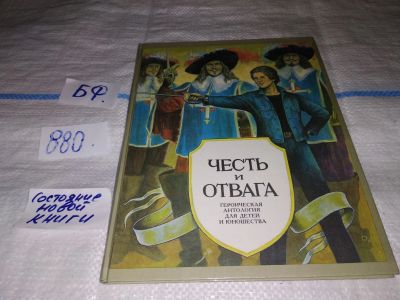 БФ.
880.
Состояние
новой
книги
ЧЕСТЬ
и
ОТВАГА
ГЕРОИЧЕСКАЯ
АНТОЛОГИЯ
ДЛЯ ДЕТЕЙ
И ЮНОШЕСТВА